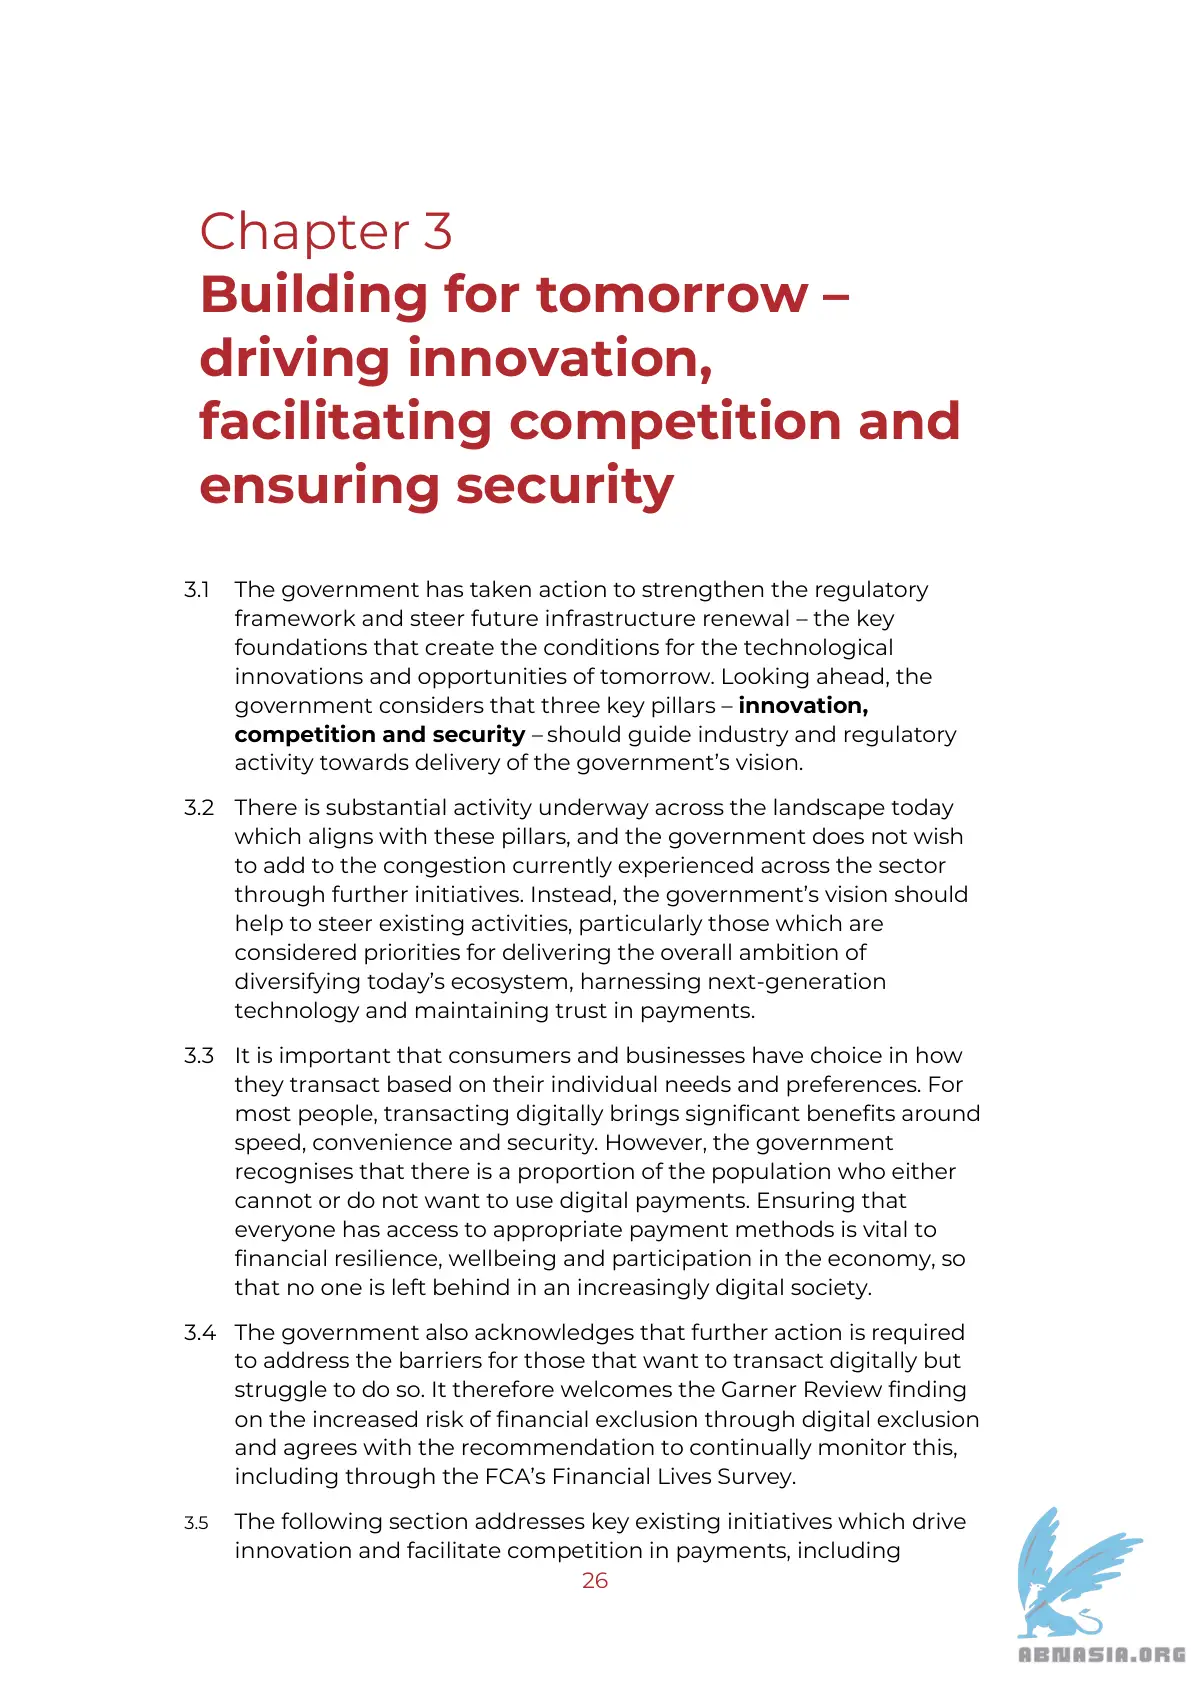 Chapter 3
Building for tomorrow –
driving innovation,
facilitating competition and
ensuring security
3.1 The government has taken action to strengthen the regulatory
framework and steer future infrastructure renewal – the key
foundations that create the conditions for the technological
innovations and opportunities of tomorrow. Looking ahead, the
government considers that three key pillars – innovation,
competition and security – should guide industry and regulatory
activity towards delivery of the government’s vision.
3.2 There is substantial activity underway across the landscape today
which aligns with these pillars, and the government does not wish
to add to the congestion currently experienced across the sector
through further initiatives. Instead, the government’s vision should
help to steer existing activities, particularly those which are
considered priorities for delivering the overall ambition of
diversifying today’s ecosystem, harnessing next-generation
technology and maintaining trust in payments.
3.3 It is important that consumers and businesses have choice in how
they transact based on their individual needs and preferences. For
most people, transacting digitally brings significant benefits around
speed, convenience and security. However, the government
recognises that there is a proportion of the population who either
cannot or do not want to use digital payments. Ensuring that
everyone has access to appropriate payment methods is vital to
financial resilience, wellbeing and participation in the economy, so
that no one is left behind in an increasingly digital society.
3.4 The government also acknowledges that further action is required
to address the barriers for those that want to transact digitally but
struggle to do so. It therefore welcomes the Garner Review finding
on the increased risk of financial exclusion through digital exclusion
and agrees with the recommendation to continually monitor this,
including through the FCA’s Financial Lives Survey.
3.5 The following section addresses key existing initiatives which drive
innovation and facilitate competition in payments, including
26
ABNASIA.ORG